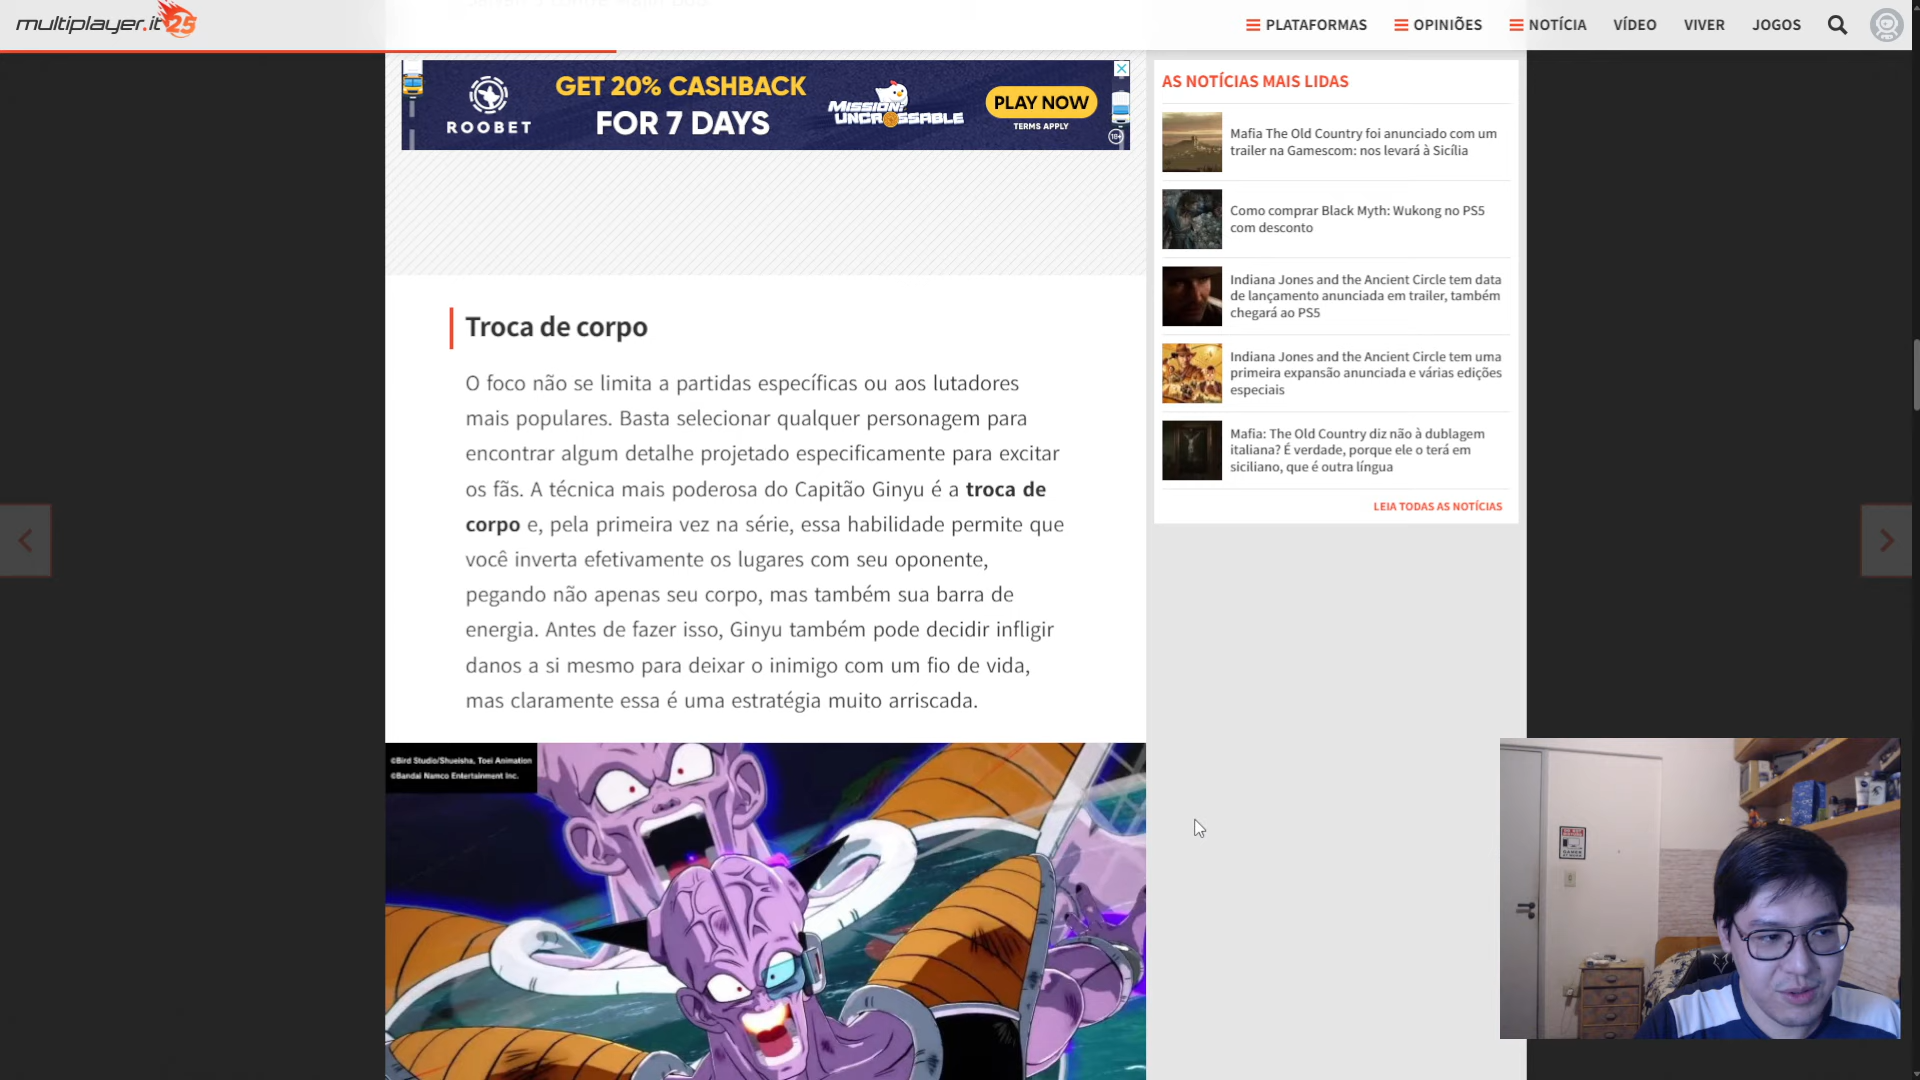 multiplayer.it 25
PLATAFORMAS
OPINIÕES
NOTÍCIA
VÍDEO
VIVER
JOGOS
ROOBET
GET 20% CASHBACK
FOR 7 DAYS
MISSION
UNCROSSABLE
PLAY NOW
TERMS APPLY
18+
Troca de corpo
O foco não se limita a partidas específicas ou aos lutadores
mais populares. Basta selecionar qualquer personagem para
encontrar algum detalhe projetado especificamente para excitar
os fãs. A técnica mais poderosa do Capitão Ginyu é a troca de
corpo e, pela primeira vez na série, essa habilidade permite que
você inverta efetivamente os lugares com seu oponente,
pegando não apenas seu corpo, mas também sua barra de
energia. Antes de fazer isso, Ginyu também pode decidir infligir
danos a si mesmo para deixar o inimigo com um fio de vida,
mas claramente essa é uma estratégia muito arriscada.
©Bird Studio/Shueisha, Toei Animation
©Bandai Namco Entertainment Inc.
AS NOTÍCIAS MAIS LIDAS
Mafia The Old Country foi anunciado com um
trailer na Gamescom: nos levará à Sicília
Como comprar Black Myth: Wukong no PS5
com desconto
Indiana Jones and the Ancient Circle tem data
de lançamento anunciada em trailer, também
chegará ao PS5
Indiana Jones and the Ancient Circle tem uma
primeira expansão anunciada e várias edições
especiais
Mafia: The Old Country diz não à dublagem
italiana? É verdade, porque ele o terá em
siciliano, que é outra língua
LEIA TODAS AS NOTÍCIAS